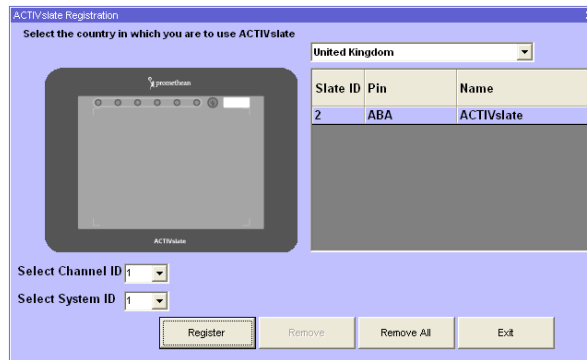 ACTIVslate Registration
Select the country in which you are to use ACTIVslate
United Kingdom
promethean
Slate ID Pin Name
2 ABA ACTIVslate
ACTIVslate
Select Channel ID 1
Select System ID 1
Register Remove Remove All Exit